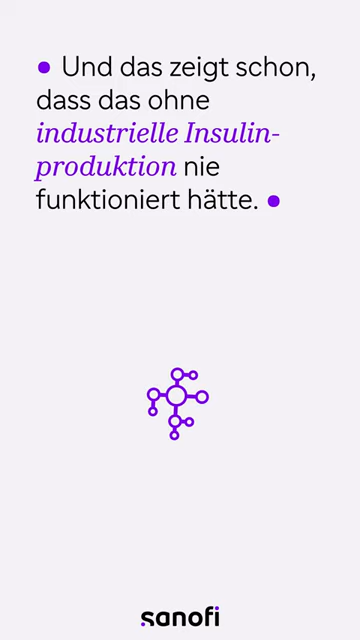 • Und das zeigt schon,
dass das ohne
industrielle Insulin-
produktion nie
funktioniert hätte. •
sanofi